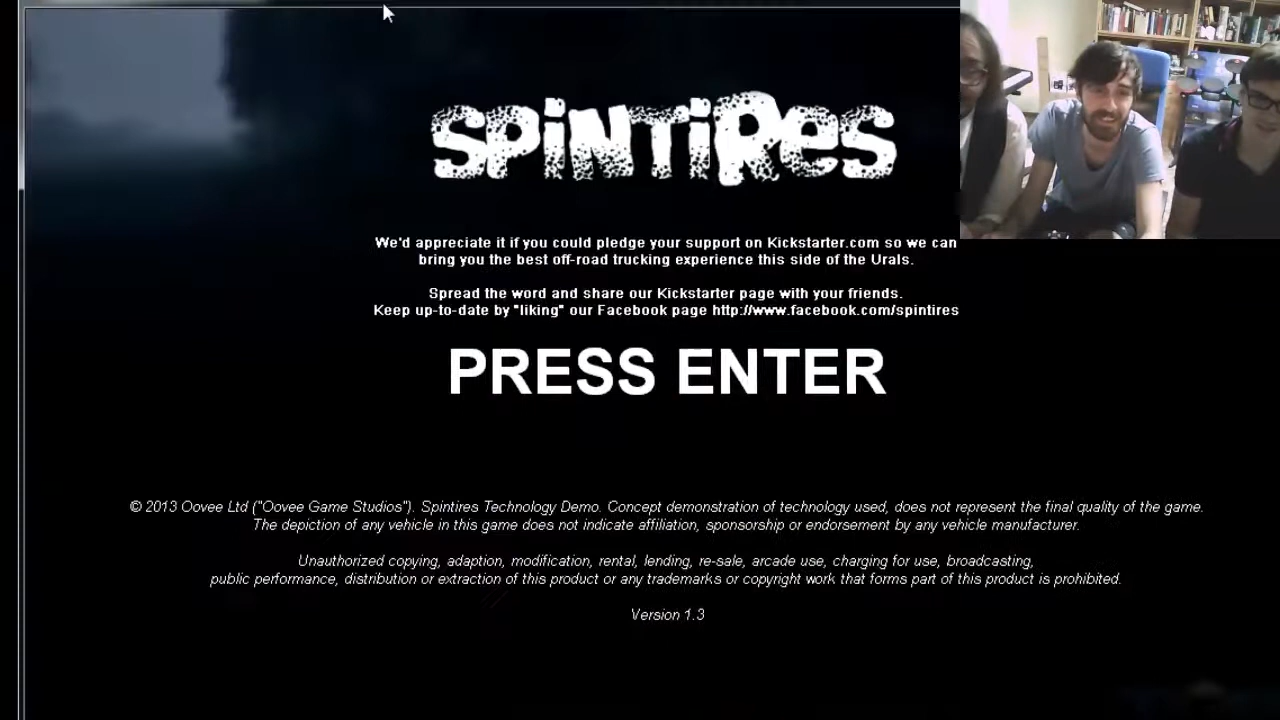 SPiNTiRes
We'd appreciate it if you could pledge your support on Kickstarter.com so we can
bring you the best off-road trucking experience this side of the Urals.
Spread the word and share our Kickstarter page with your friends.
Keep up-to-date by "liking" our Facebook page http://www.facebook.com/spintires
PRESS ENTER
© 2013 Oovee Ltd ("Oovee Game Studios"). Spintires Technology Demo. Concept demonstration of technology used, does not represent the final quality of the game.
The depiction of any vehicle in this game does not indicate affiliation, sponsorship or endorsement by any vehicle manufacturer.
Unauthorized copying, adaption, modification, rental, lending, re-sale, arcade use, charging for use, broadcasting,
public performance, distribution or extraction of this product or any trademarks or copyright work that forms part of this product is prohibited.
Version 1.3